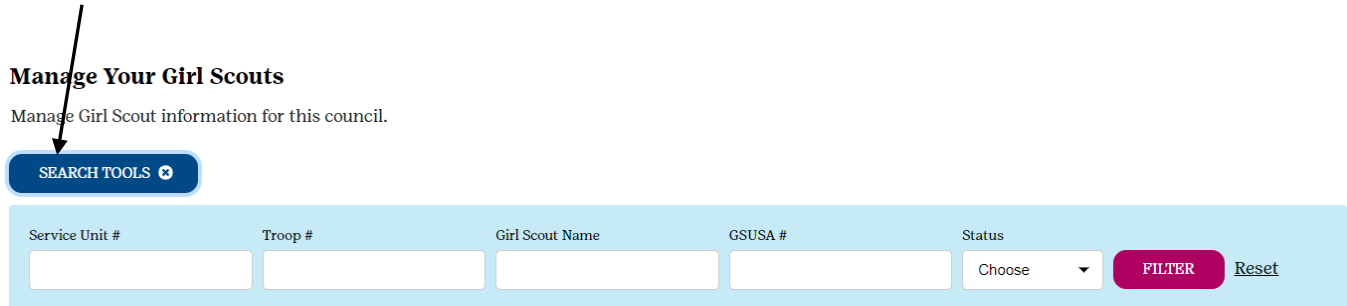 Manage Your Girl Scouts
Manage Girl Scout information for this council.
SEARCH TOOLS
Service Unit # Troop # Girl Scout Name GSUSA # Status
Choose FILTER Reset